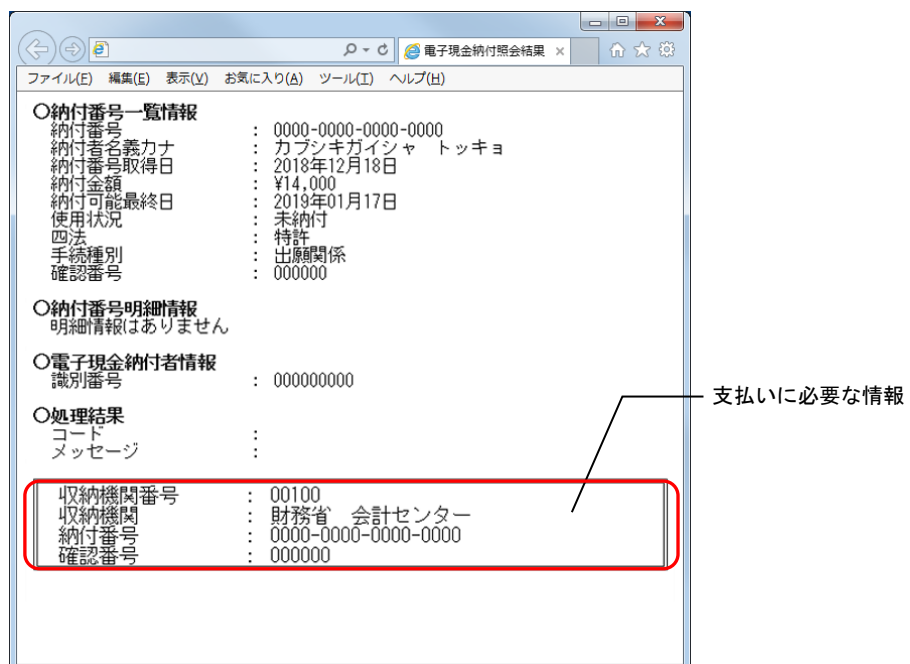 電子現金納付照会結果
ファイル(F) 編集(E) 表示(V) お気に入り(A) ツール(T) ヘルプ(H)
○納付番号一覧情報
納付番号 : 0000-0000-0000-0000
納付者名義カナ : カブシキガイシャ トッキョ
納付番号取得日 : 2018年12月18日
納付金額 : ¥14,000
納付可能最終日 : 2019年01月17日
使用状況 : 未納付
四法 : 特許
手続種別 : 出願関係
確認番号 : 000000
○納付番号明細情報
明細情報はありません
○電子現金納付者情報
識別番号 : 000000000
支払いに必要な情報
○処理結果
コード :
メッセージ :
収納機関番号 : 00100
収納機関 : 財務省 会計センター
納付番号 : 0000-0000-0000-0000
確認番号 : 000000